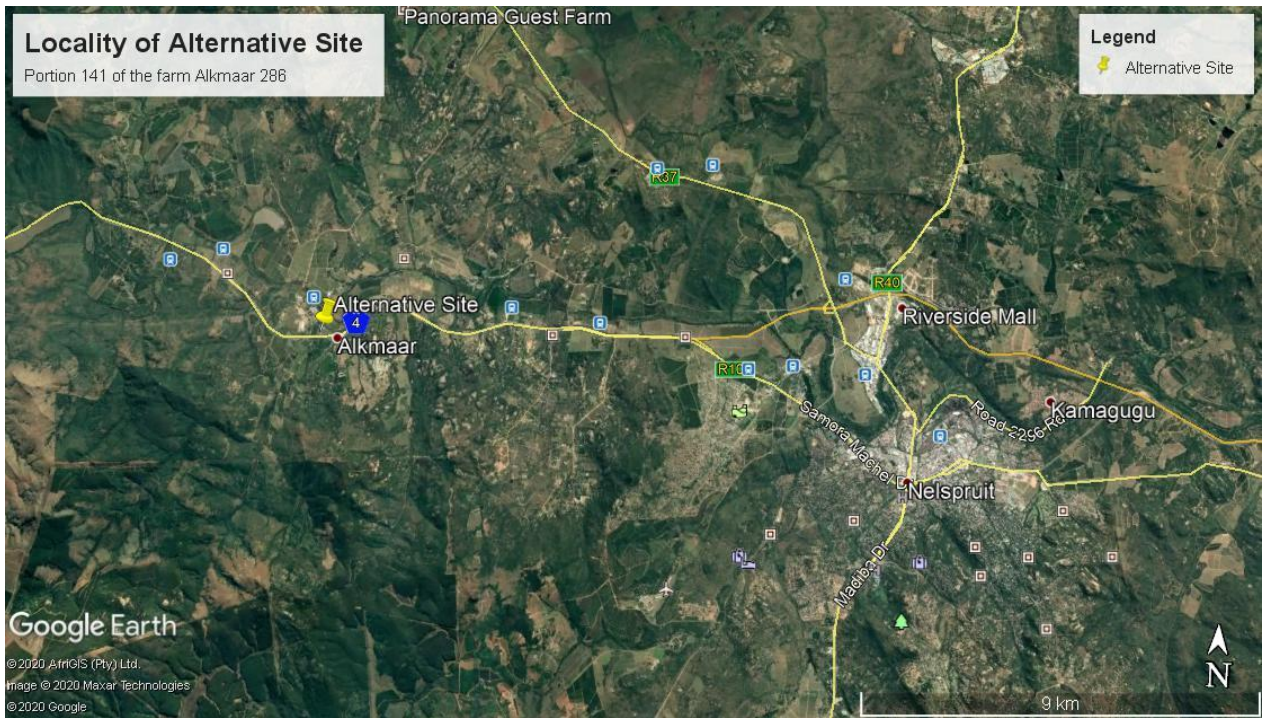 Panorama Guest Farm
Locality of Alternative Site
Portion 141 of the farm Alkmaar 286
Legend
Alternative Site
R37
R40
Alternative Site
4
Riverside Mall
Alkmaar
R10
Kamagugu
Road 2296 Rd
Samora Machel D
Nelspruit
Madiba Dr
Google Earth
© 2020 AfriGIS (Pty) Ltd.
Image © 2020 Maxar Technologies
© 2020 Google
N
9 km